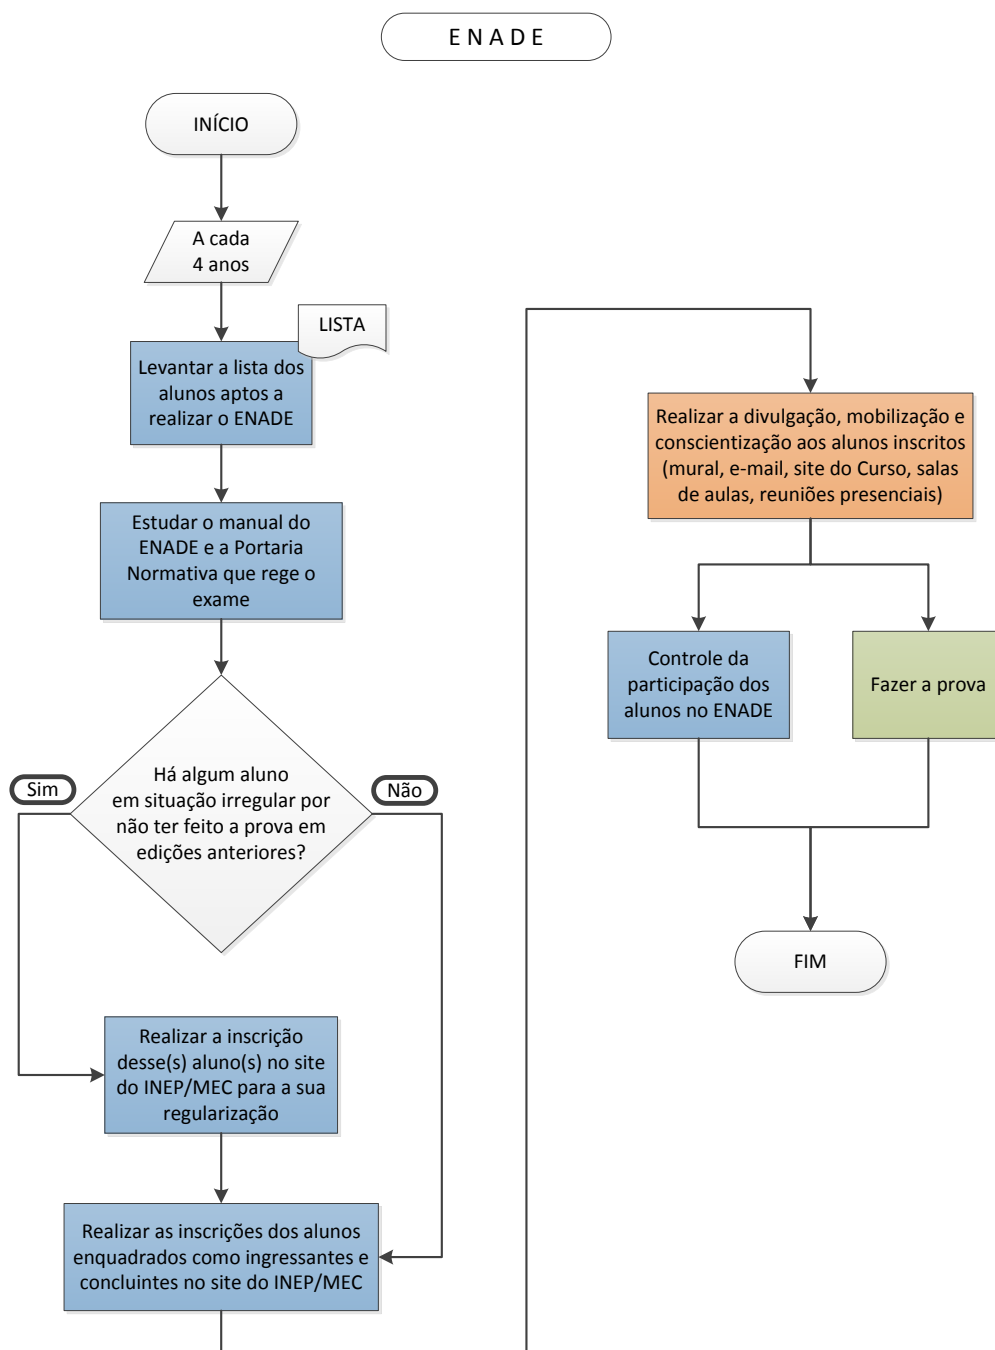 E N A D E
INÍCIO
A cada
4 anos
LISTA
Levantar a lista dos
alunos aptos a
realizar o ENADE
Estudar o manual do
ENADE e a Portaria
Normativa que rege o
exame
Há algum aluno
em situação irregular por
não ter feito a prova em
edições anteriores?
Sim
Não
Realizar a inscrição
desse(s) aluno(s) no site
do INEP/MEC para a sua
regularização
Realizar as inscrições dos alunos
enquadrados como ingressantes e
concluintes no site do INEP/MEC
Realizar a divulgação, mobilização e
conscientização aos alunos inscritos
(mural, e-mail, site do Curso, salas
de aulas, reuniões presenciais)
Controle da
participação dos
alunos no ENADE
Fazer a prova
FIM